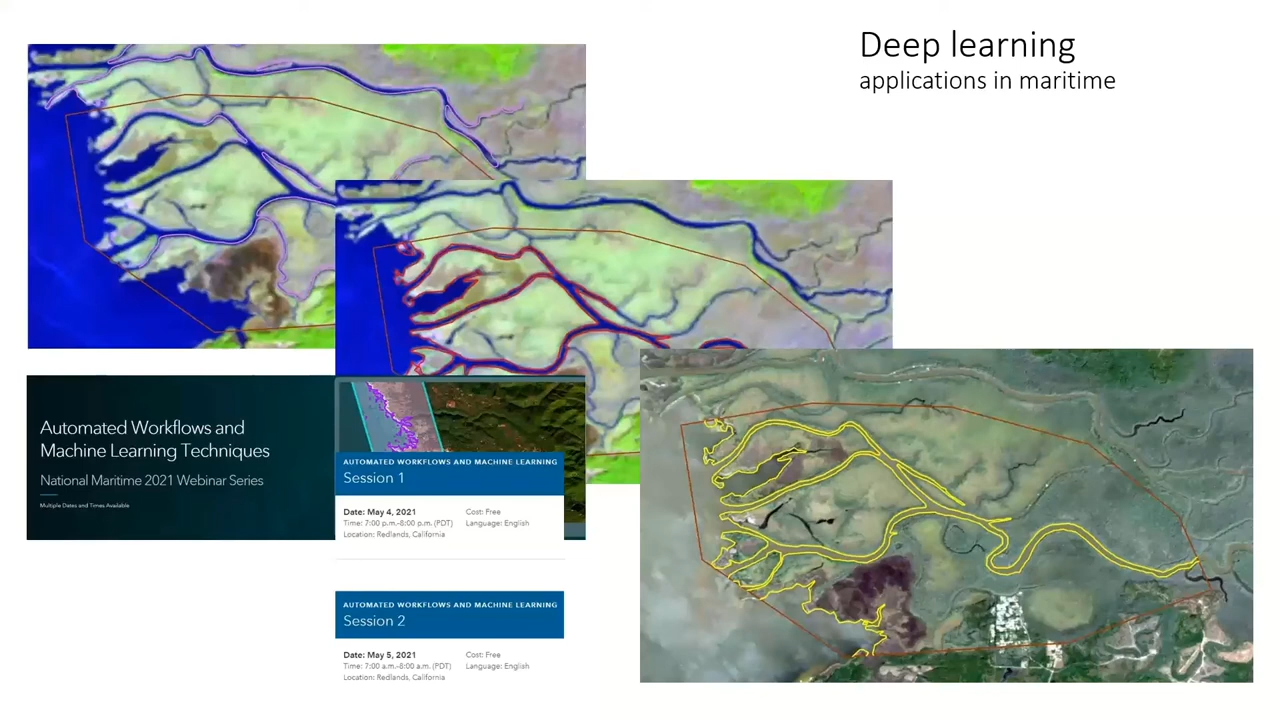 Deep learning
applications in maritime
Automated Workflows and
Machine Learning Techniques
National Maritime 2021 Webinar Series
Multiple Dates and Times Available
AUTOMATED WORKFLOWS AND MACHINE LEARNING
Session 1
Date: May 4, 2021
Cost: Free
Time: 7:00 p.m.-8:00 p.m. (PDT)
Language: English
Location: Redlands, California
AUTOMATED WORKFLOWS AND MACHINE LEARNING
Session 2
Date: May 5, 2021
Cost: Free
Time: 7:00 a.m.-8:00 a.m. (PDT)
Language: English
Location: Redlands, California